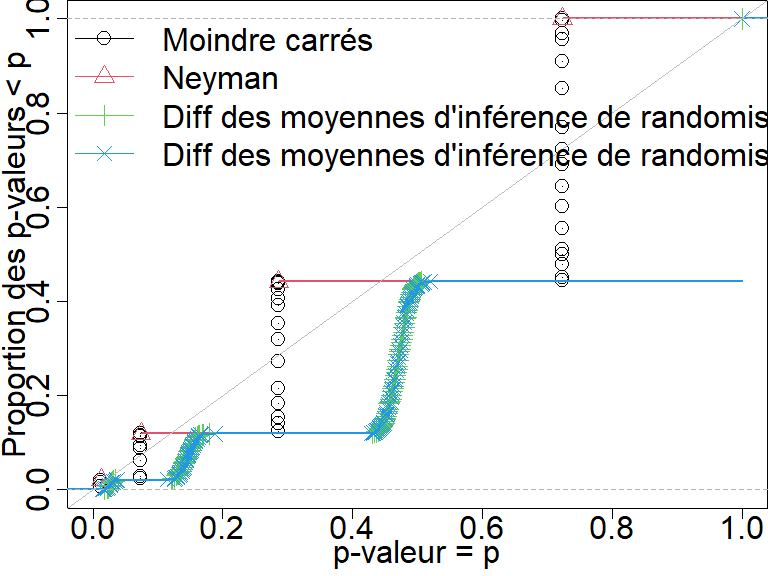 Moindre carrés
Neyman
Diff des moyennes d'inférence de randomis
Diff des moyennes d'inférence de randomis
Proportion des p-valeurs < p
1.0
0.8
0.6
0.4
0.2
0.0
0.0 0.2 0.4 0.6 0.8 1.0
p-valeur = p